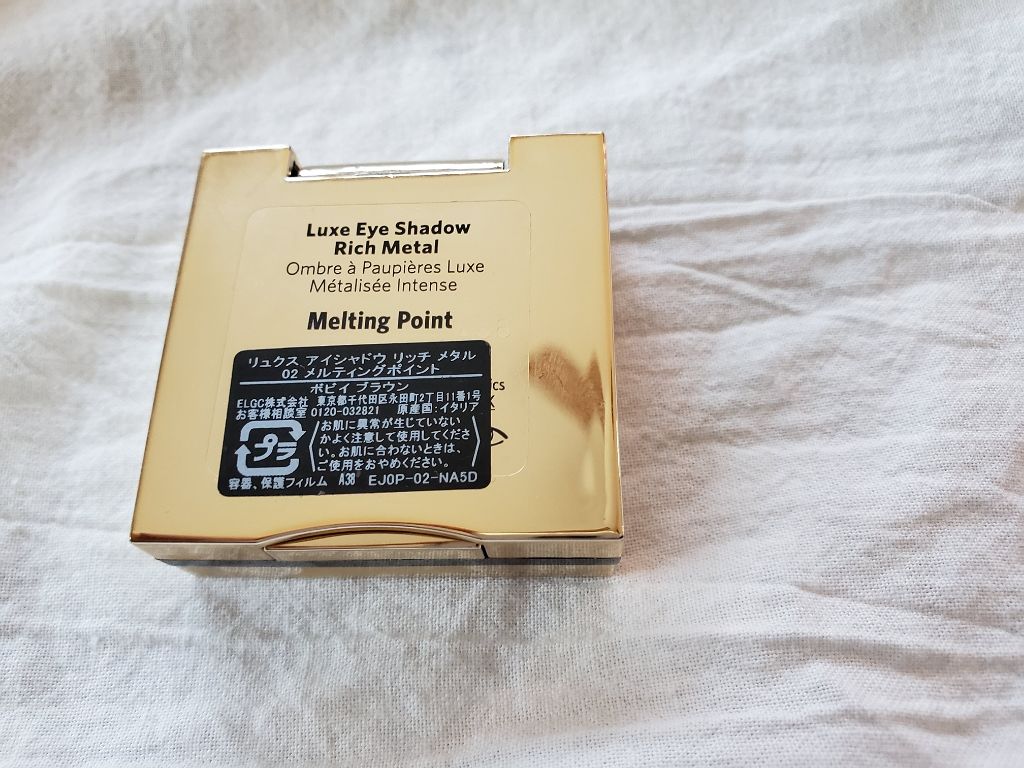 Luxe Eye Shadow
Rich Metal
Ombre à Paupières Luxe
Métalisée Intense
Melting Point
リュクス アイシャドウ リッチ メタル
02 メルティングポイント
ボビイ ブラウン
ELGC株式会社 東京都千代田区永田町2丁目11番1号
お客様相談室 0120-032821 原産国:イタリア
お肌に異常が生じていない
かよく注意して使用してくださ
い。お肌に合わないときは、
ご使用をおやめください。
プラ
容器、保護フィルム A38 EJ0P-02-NA5D